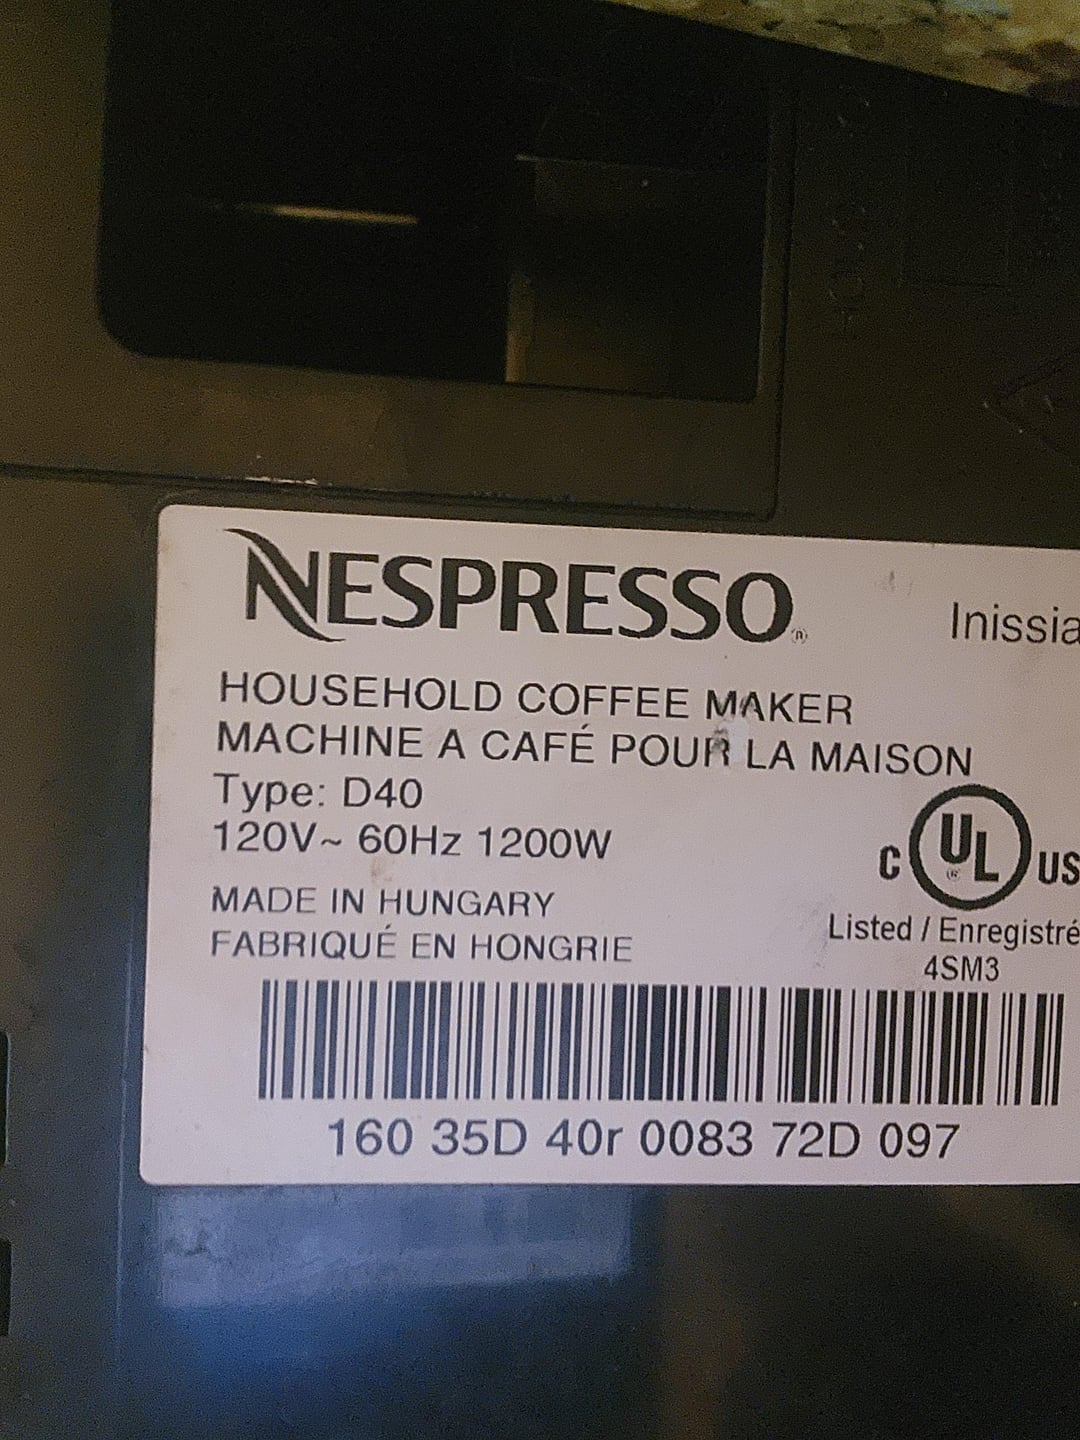 NESPRESSO®
Inissia
HOUSEHOLD COFFEE MAKER
MACHINE A CAFÉ POUR LA MAISON
Type: D40
120V~ 60Hz 1200W
MADE IN HUNGARY
FABRIQUÉ EN HONGRIE
C UL® US
Listed / Enregistré
4SM3
160 35D 40r 0083 72D 097